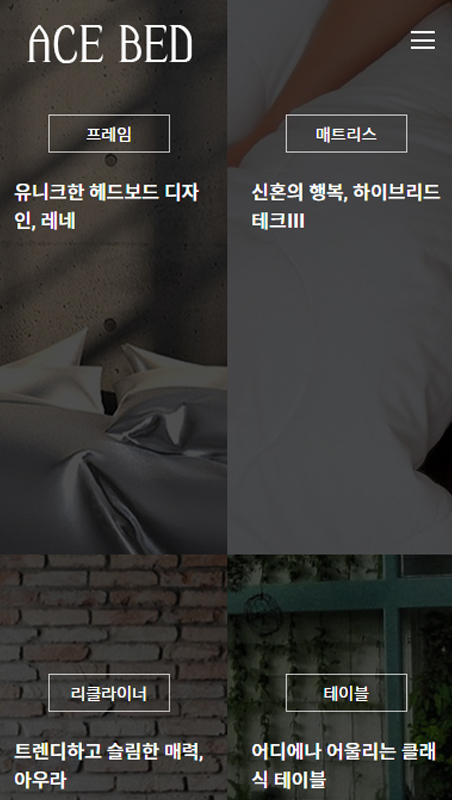 ACE BED
프레임
유니크한 헤드보드 디자
인, 레네
매트리스
신혼의 행복, 하이브리드
테크III
리클라이너
트렌디하고 슬림한 매력,
아우라
테이블
어디에나 어울리는 클래
식 테이블